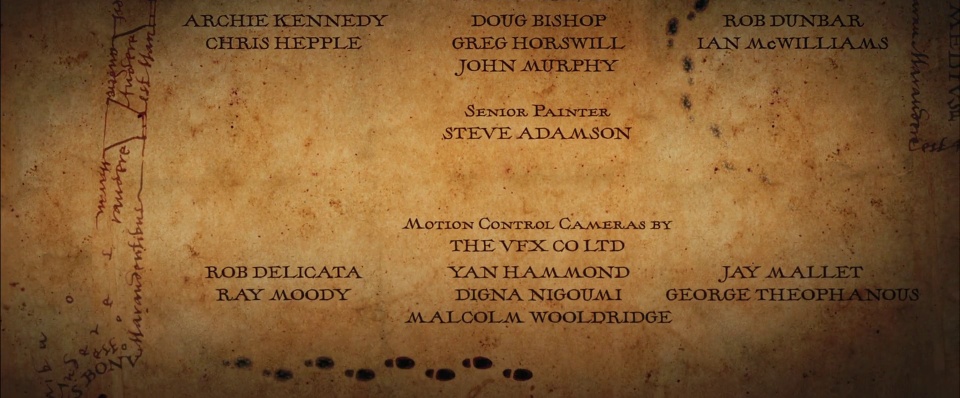 ARCHIE KENNEDY DOUG BISHOP ROB DUNBAR
CHRIS HEPPLE GREG HORSWILL IAN McWILLIAMS
JOHN MURPHY
Senior Painter
STEVE ADAMSON
Motion Control Cameras by
THE VFX CO LTD
ROB DELICATA YAN HAMMOND JAY MALLET
RAY MOODY DIGNA NIGOUMI GEORGE THEOPHANOUS
MALCOLM WOOLDRIDGE